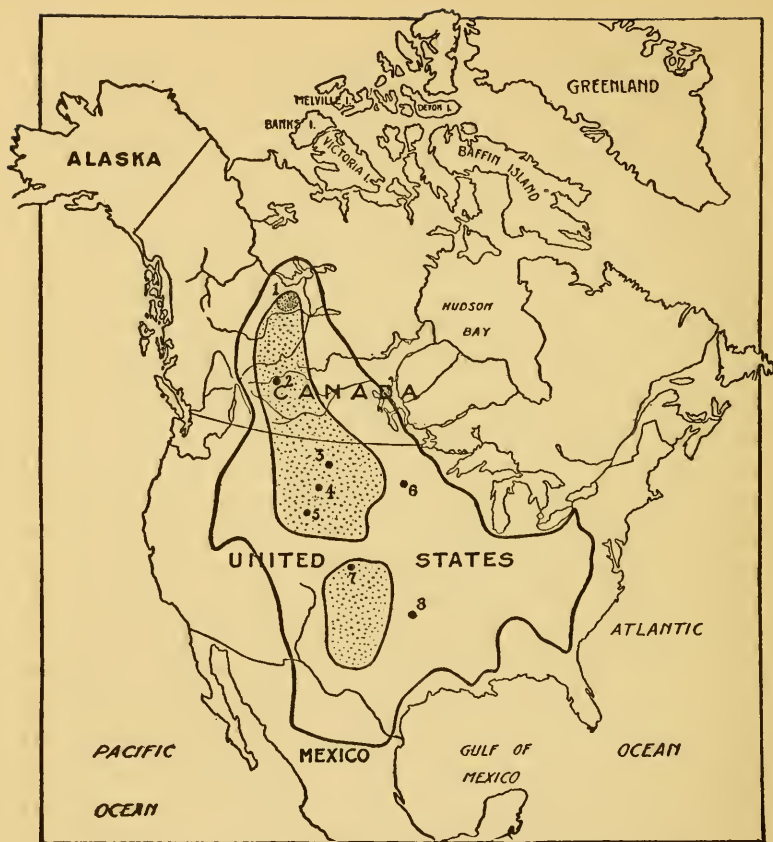 GREENLAND
MELVILLE I.
DEVON I.
BANKS I.
VICTORIA I.
BAFFIN ISLAND
ALASKA
HUDSON
BAY
1
2
CANADA
3
4
5
6
UNITED STATES
7
8
ATLANTIC
OCEAN
PACIFIC
OCEAN
MEXICO
GULF OF
MEXICO